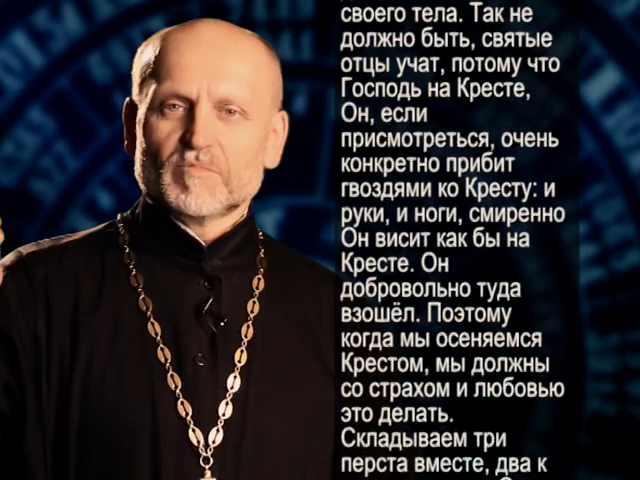 своего тела. Так не
должно быть, святые
отцы учат, потому что
Господь на Кресте,
Он, если
присмотреться, очень
конкретно прибит
гвоздями ко Кресту: и
руки, и ноги, смиренно
Он висит как бы на
Кресте. Он
добровольно туда
взошёл. Поэтому
когда мы осеняемся
Крестом, мы должны
со страхом и любовью
это делать.
Складываем три
перста вместе, два к